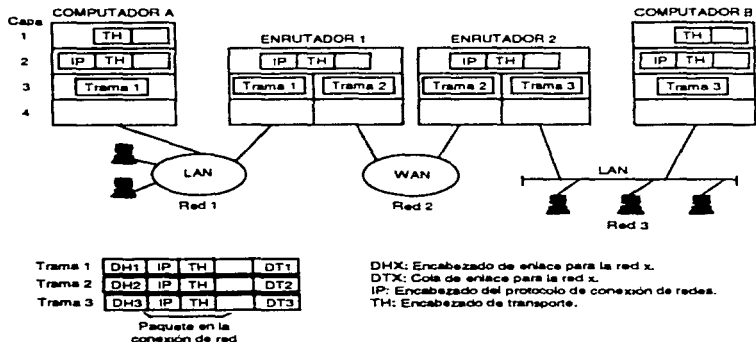 Capa
COMPUTADOR A
COMPUTADOR B
ENRUTADOR 1
ENRUTADOR 2
1
TH
TH
2
IP TH
IP TH
IP TH
IP TH
3
Trama 1
Trama 1
Trama 2
Trama 2
Trama 3
Trama 3
4
LAN
Red 1
WAN
Red 2
LAN
Red 3
Trama 1 DH1 IP TH DT1
Trama 2 DH2 IP TH DT2
Trama 3 DH3 IP TH DT3
Paquete en la
conexión de red
DHX: Encabezado de enlace para la red x.
DTX: Cola de enlace para la red x.
IP: Encabezado del protocolo de conexión de redes.
TH: Encabezado de transporte.